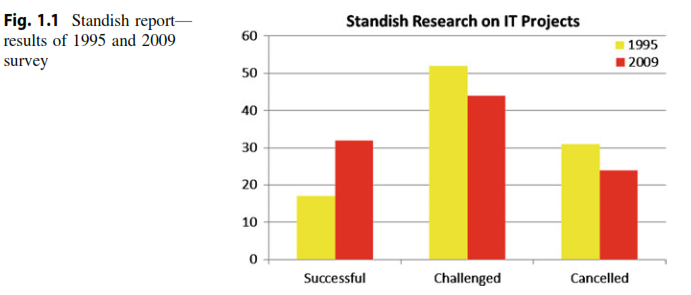 Fig. 1.1 Standish report—
results of 1995 and 2009
survey
Standish Research on IT Projects
60
50
40
30
20
10
0
1995
2009
Successful
Challenged
Cancelled